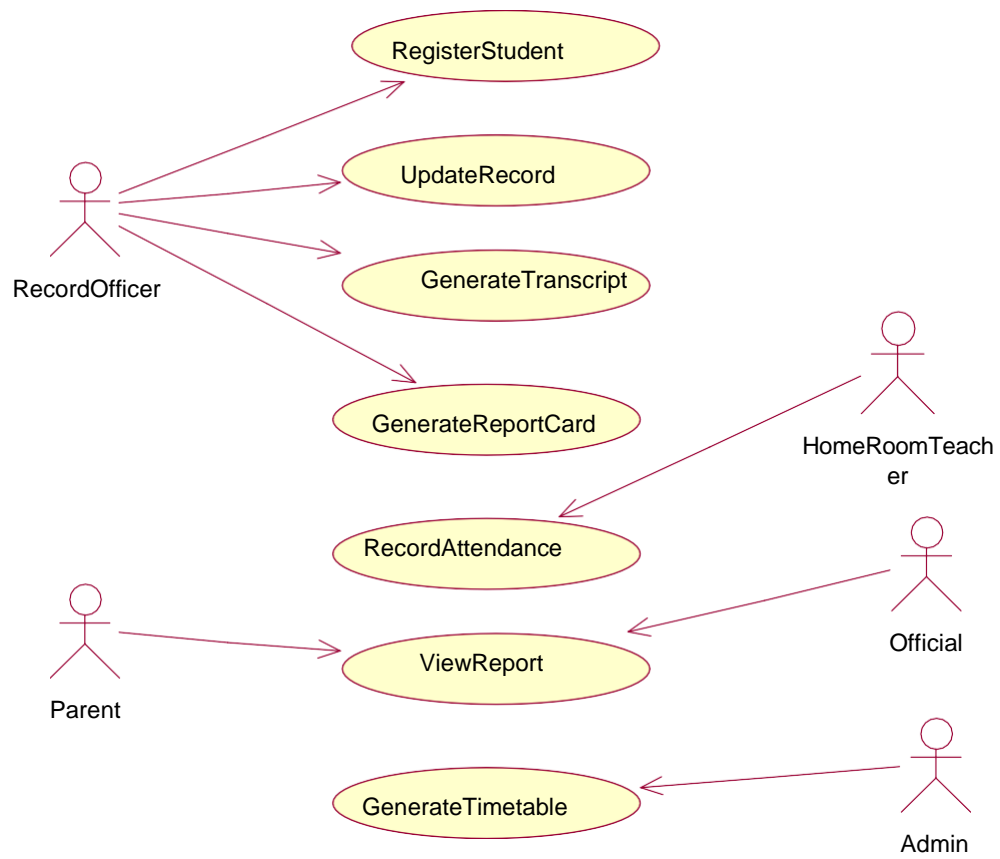 RegisterStudent
UpdateRecord
RecordOfficer
GenerateTranscript
GenerateReportCard
HomeRoomTeach
er
RecordAttendance
Official
ViewReport
Parent
GenerateTimetable
Admin